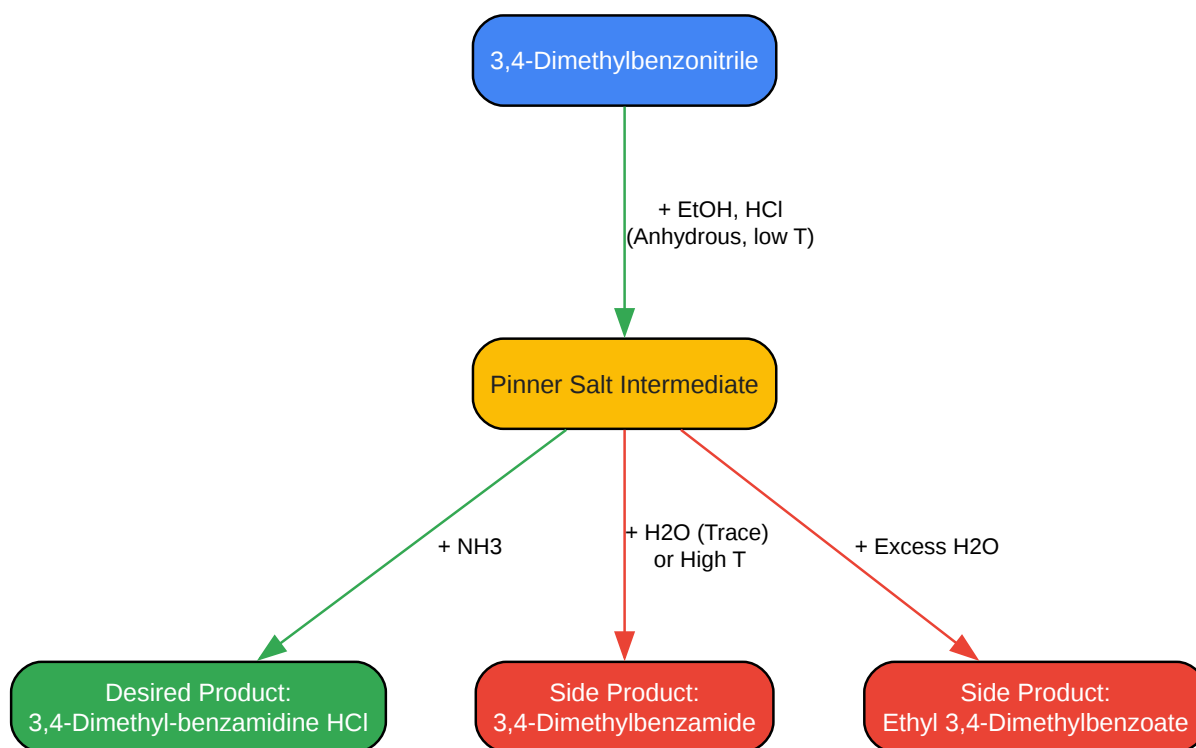 3,4-Dimethylbenzonitrile
+ EtOH, HCl
(Anhydrous, low T)
Pinner Salt Intermediate
+ NH3
+ H2O (Trace)
or High T
+ Excess H2O
Desired Product:
3,4-Dimethyl-benzamidine HCl
Side Product:
3,4-Dimethylbenzamide
Side Product:
Ethyl 3,4-Dimethylbenzoate